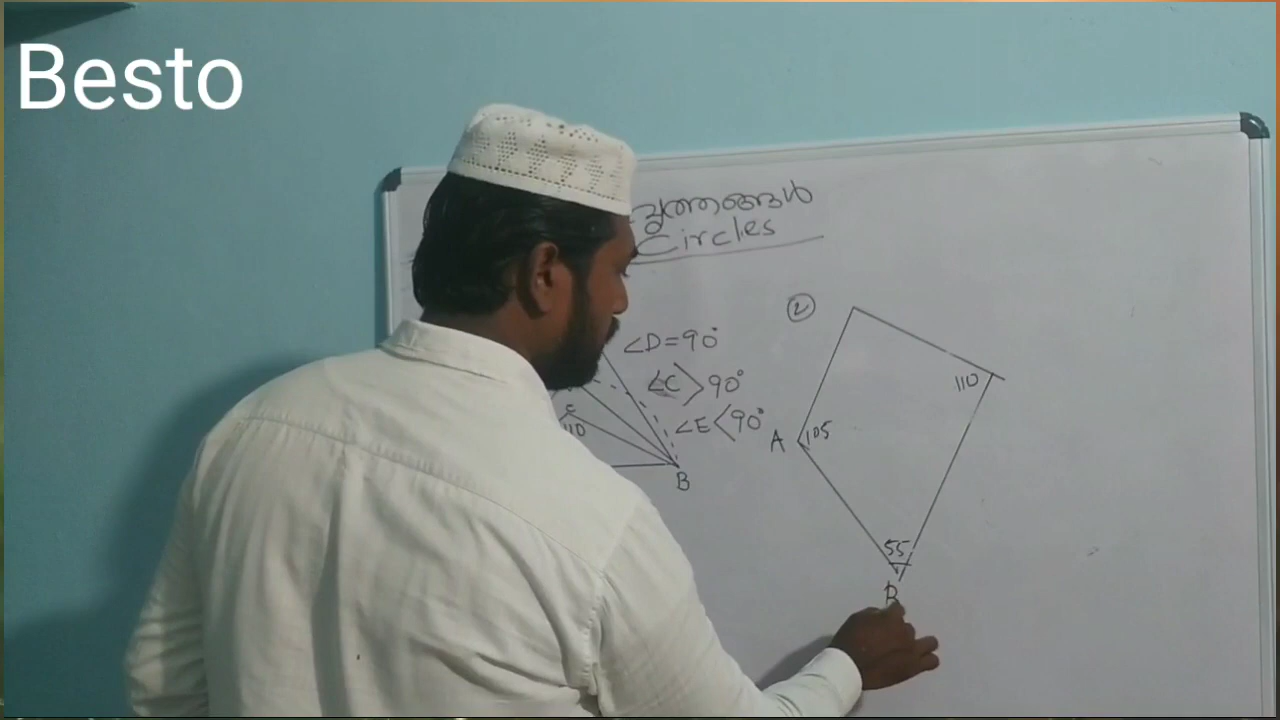 Besto
വൃത്തങ്ങൾ
Circles
∠D=90°
∠C>90°
∠E<90°
C
110
B
②
110
A
105
55
B